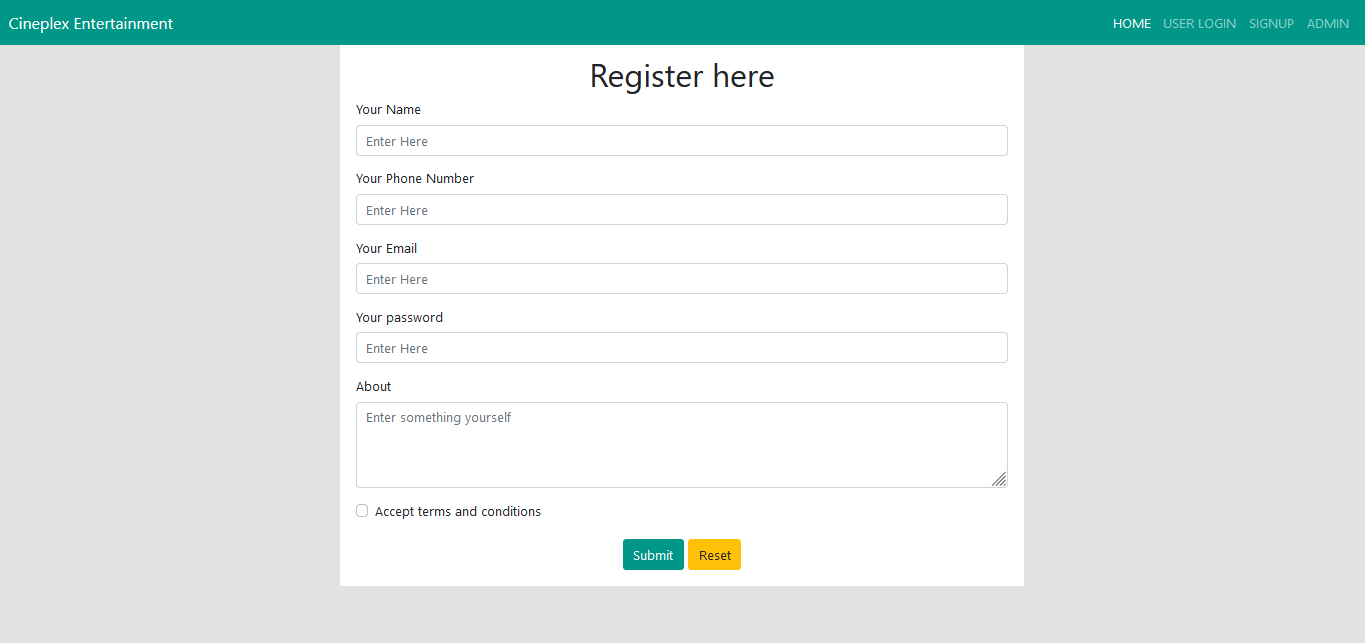 Cineplex Entertainment HOME USER LOGIN SIGNUP ADMIN
Register here
Your Name
Enter Here
Your Phone Number
Enter Here
Your Email
Enter Here
Your password
Enter Here
About
Enter something yourself
Accept terms and conditions
Submit Reset